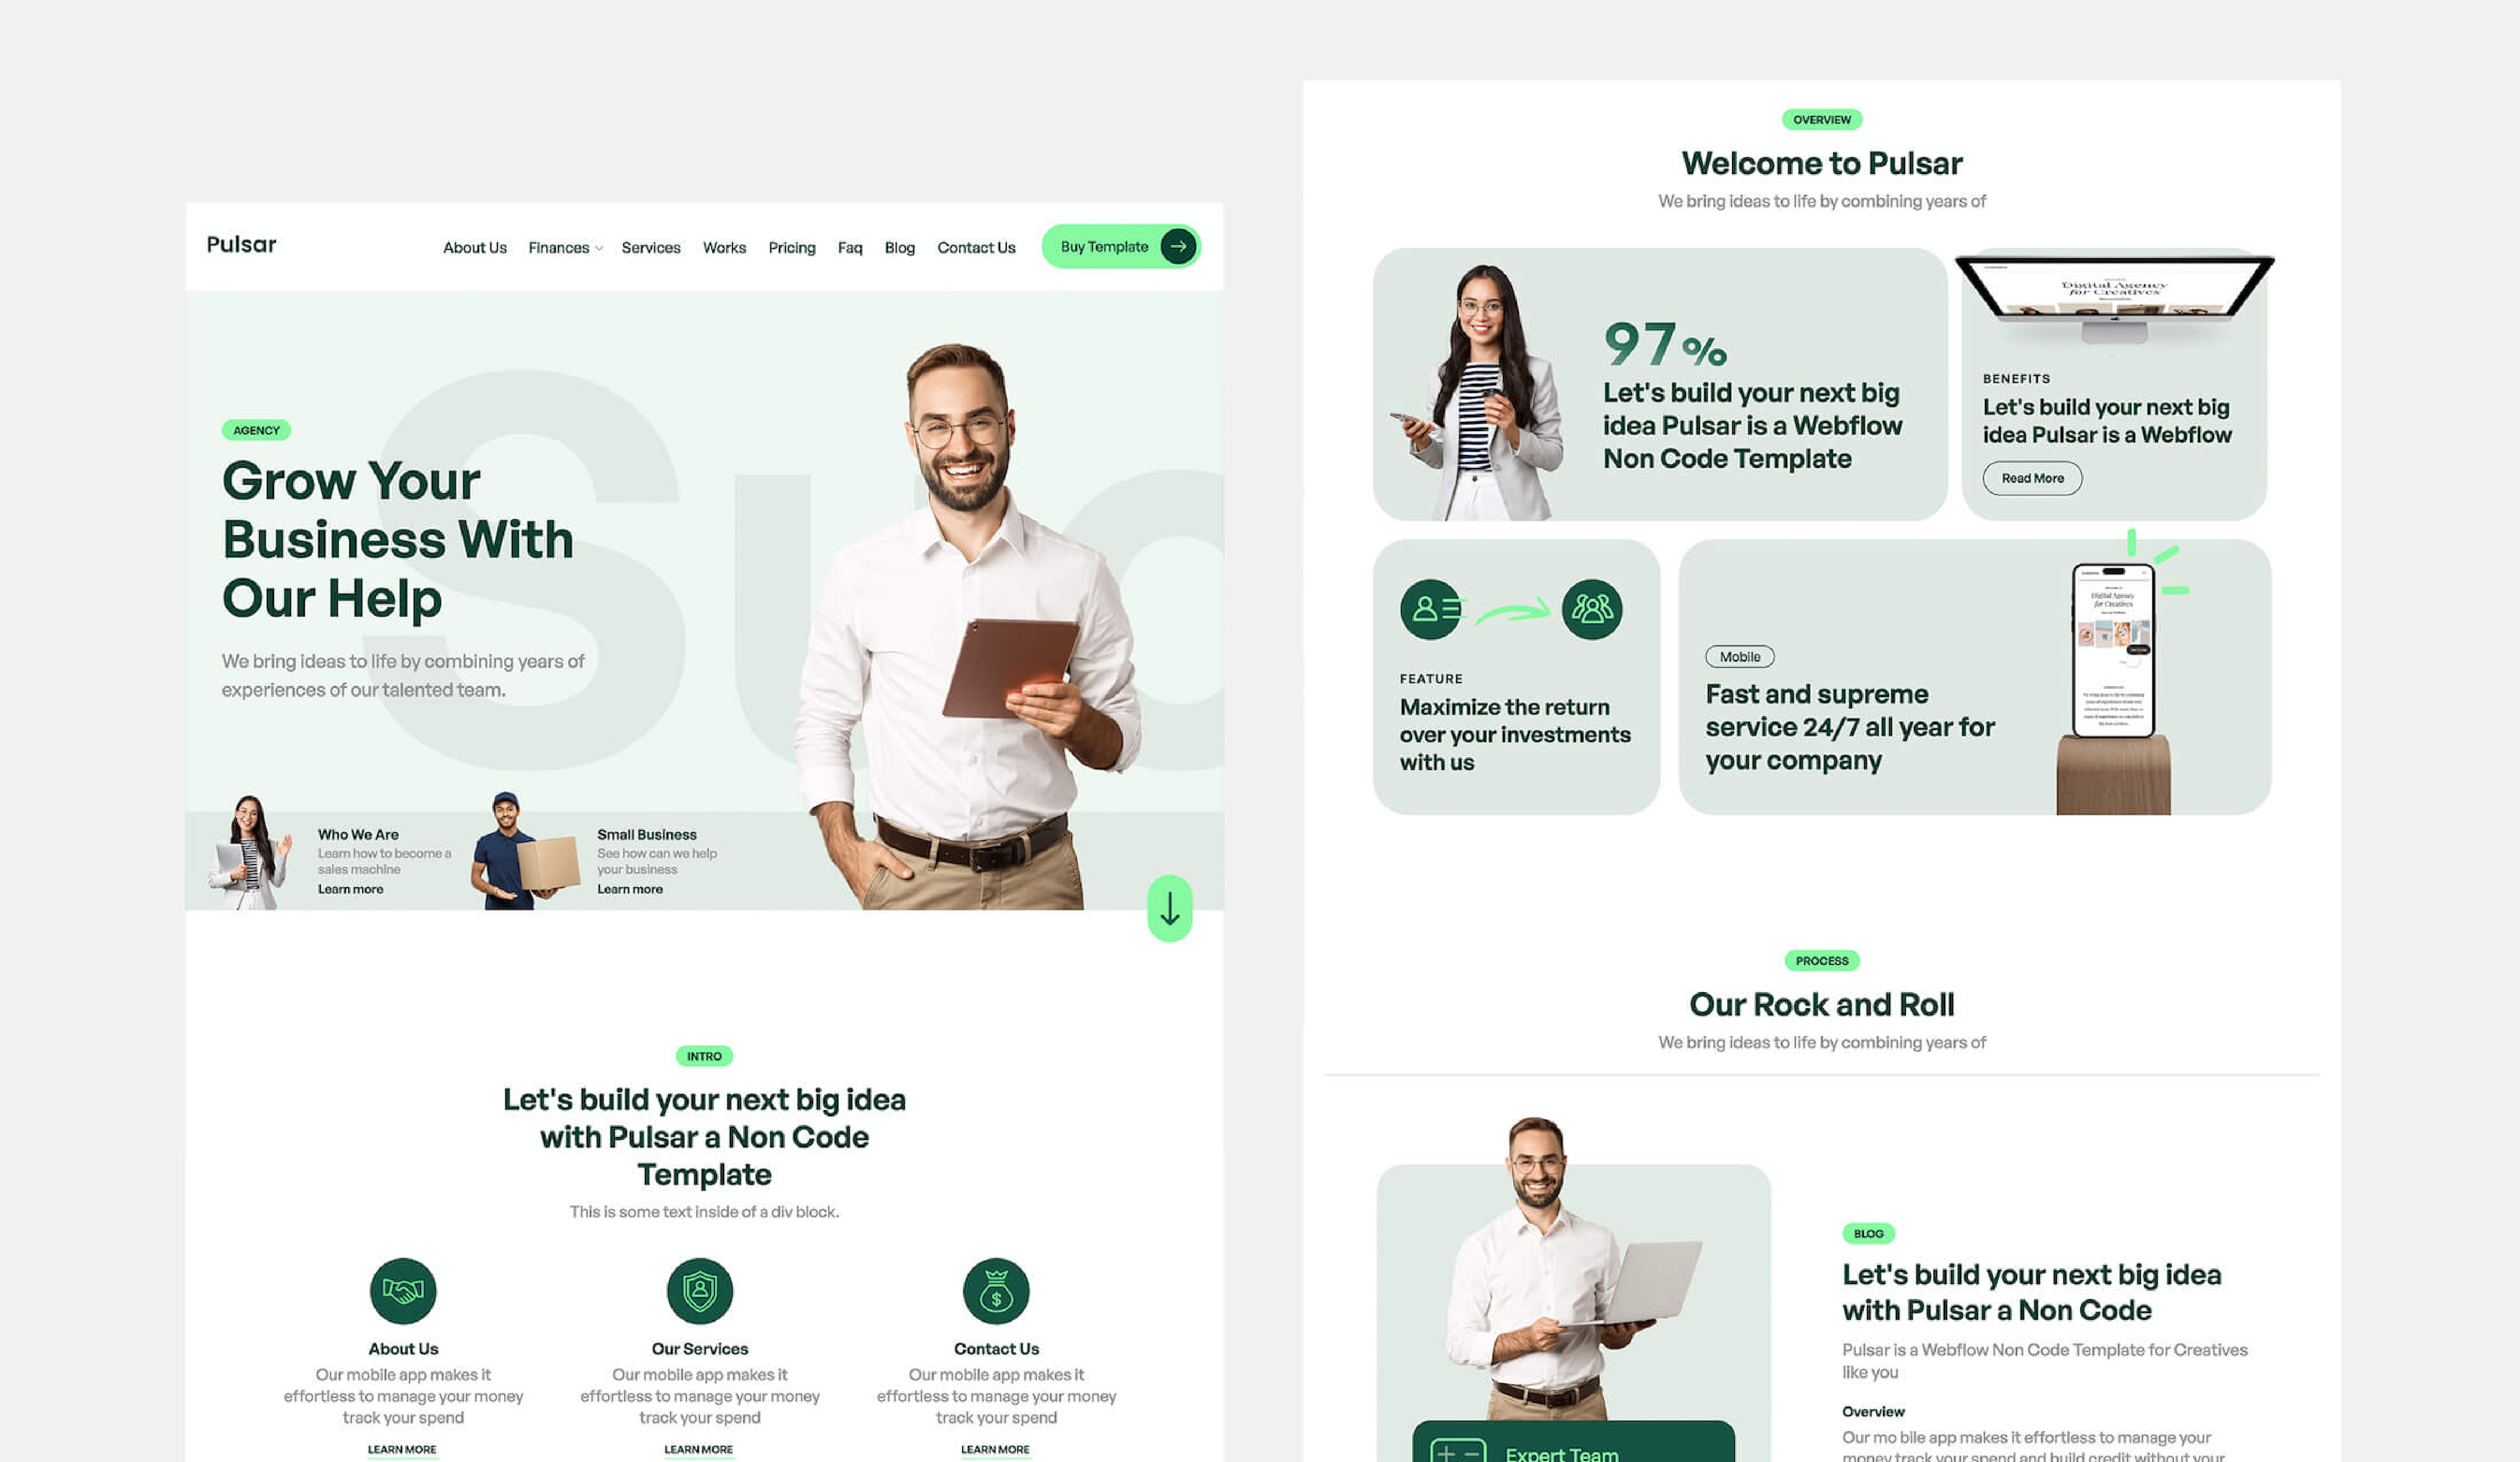 Pulsar
About Us Finances Services Works Pricing Faq Blog Contact Us Buy Template
Su
AGENCY
Grow Your
Business With
Our Help
We bring ideas to life by combining years of
experiences of our talented team.
Who We Are
Learn how to become a
sales machine
Learn more
Small Business
See how can we help
your business
Learn more
INTRO
Let's build your next big idea
with Pulsar a Non Code
Template
This is some text inside of a div block.
About Us
Our mobile app makes it
effortless to manage your money
track your spend
LEARN MORE
Our Services
Our mobile app makes it
effortless to manage your money
track your spend
LEARN MORE
Contact Us
Our mobile app makes it
effortless to manage your money
track your spend
LEARN MORE
OVERVIEW
Welcome to Pulsar
We bring ideas to life by combining years of
97%
Let's build your next big
idea Pulsar is a Webflow
Non Code Template
Digital Agency
for Creatives
BENEFITS
Let's build your next big
idea Pulsar is a Webflow
Read More
FEATURE
Maximize the return
over your investments
with us
Mobile
Fast and supreme
service 24/7 all year for
your company
Digital Agency
for Creatives
PROCESS
Our Rock and Roll
We bring ideas to life by combining years of
Expert Team
BLOG
Let's build your next big idea
with Pulsar a Non Code
Pulsar is a Webflow Non Code Template for Creatives
like you
Overview
Our mo bile app makes it effortless to manage your
money track your spend and build credit without your